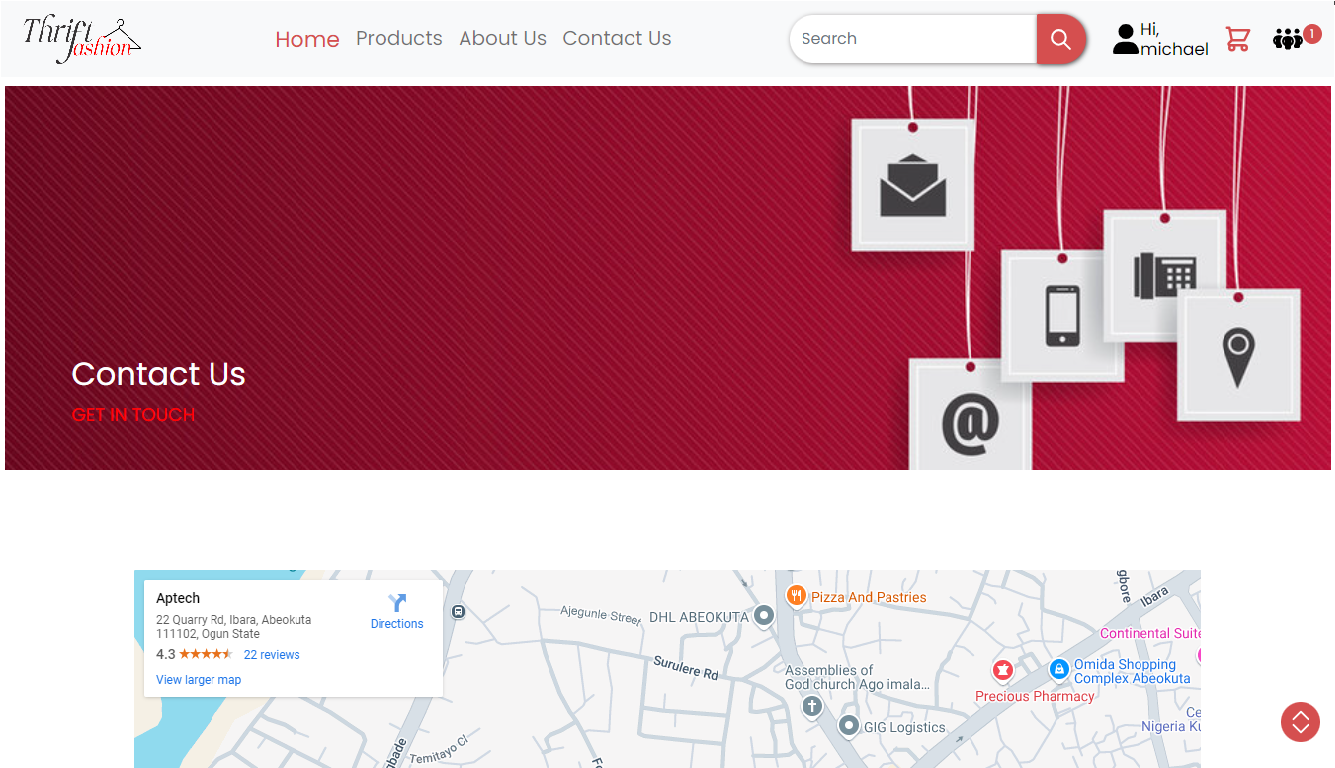 Thrift
fashion
Home
Products
About Us
Contact Us
Search
Hi,
michael
1
@
Contact Us
GET IN TOUCH
Aptech
22 Quarry Rd, Ibara, Abeokuta
111102, Ogun State
4.3
22 reviews
View larger map
Directions
Ajegunle Street
DHL ABEOKUTA
Pizza And Pastries
Ibara
Surulere Rd
Assemblies of
God church Ago imala...
GIG Logistics
Precious Pharmacy
Continental Suite
Omida Shopping
Complex Abeokuta
Ce
Nigeria Ku
Temitayo Cl
gbore
bade
Fo